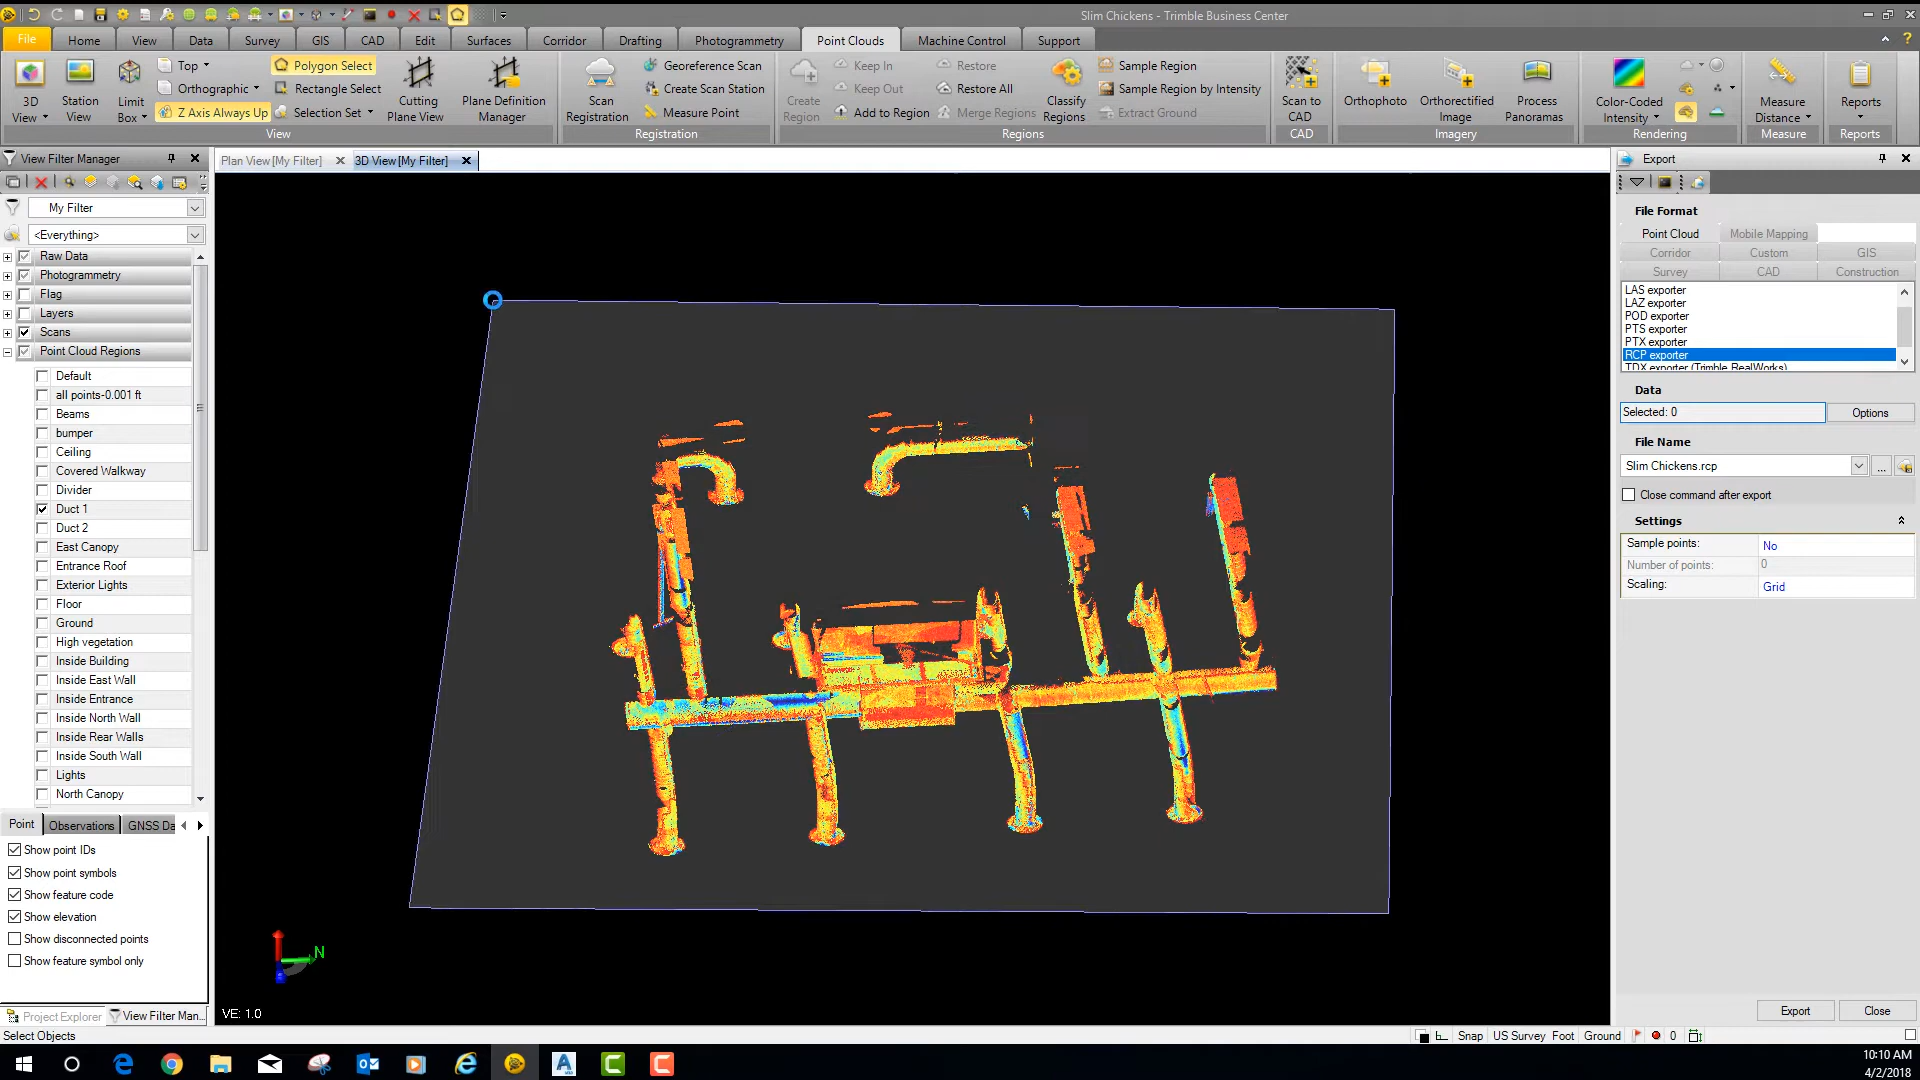 Slim Chickens - Trimble Business Center
File
Home
View
Data
Survey
GIS
CAD
Edit
Surfaces
Corridor
Drafting
Photogrammetry
Point Clouds
Machine Control
Support
3D
View
Station
View
Limit
Box
Top
Orthographic
Z Axis Always Up
Polygon Select
Rectangle Select
Selection Set
Cutting
Plane View
Plane Definition
Manager
View
Scan
Registration
Georeference Scan
Create Scan Station
Measure Point
Registration
Create
Region
Keep In
Keep Out
Add to Region
Restore
Restore All
Merge Regions
Classify
Regions
Sample Region
Sample Region by Intensity
Extract Ground
Regions
Scan to
CAD
CAD
Orthophoto
Orthorectified
Image
Process
Panoramas
Imagery
Color-Coded
Intensity
Rendering
Measure
Distance
Measure
Reports
Reports
View Filter Manager
My Filter
<Everything>
Raw Data
Photogrammetry
Flag
Layers
Scans
Point Cloud Regions
Default
all points-0.001 ft
Beams
bumper
Ceiling
Covered Walkway
Divider
Duct 1
Duct 2
East Canopy
Entrance Roof
Exterior Lights
Floor
Ground
High vegetation
Inside Building
Inside East Wall
Inside Entrance
Inside North Wall
Inside Rear Walls
Inside South Wall
Lights
North Canopy
Point
Observations
GNSS Da
Show point IDs
Show point symbols
Show feature code
Show elevation
Show disconnected points
Show feature symbol only
Project Explorer
View Filter Man...
Plan View [My Filter]
3D View [My Filter]
N
VE: 1.0
Export
File Format
Point Cloud
Mobile Mapping
Corridor
Custom
GIS
Survey
CAD
Construction
LAS exporter
LAZ exporter
POD exporter
PTS exporter
PTX exporter
RCP exporter
TDX exporter (Trimble RealWorks)
Data
Selected: 0
Options
File Name
Slim Chickens.rcp
...
Close command after export
Settings
Sample points:
No
Number of points:
0
Scaling:
Grid
Export
Close
Select Objects
Snap
US Survey Foot
Ground
0
10:10 AM
4/2/2018